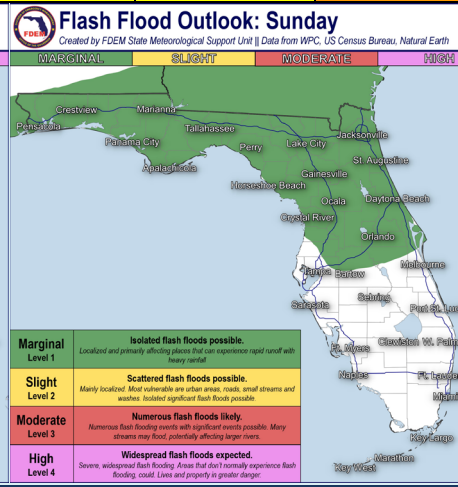 FDEM
Flash Flood Outlook: Sunday
Created by FDEM State Meteorological Support Unit || Data from WPC, US Census Bureau, Natural Earth
MARGINAL SLIGHT MODERATE HIGH
Crestview
Marianna
Pensacola
Tallahassee
Jacksonville
Panama City
Perry
Lake City
Apalachicola
St. Augustine
Gainesville
Horseshoe Beach
Ocala
Daytona Beach
Crystal River
Orlando
Melbourne
Tampa
Bartow
Sebring
Sarasota
Port St. Lu
Ft. Myers
Clewiston
W. Palm
Naples
Ft. Laude
Miami
Key Largo
Marathon
Key West
Marginal
Level 1
Isolated flash floods possible.
Localized and primarily affecting places that can experience rapid runoff with
heavy rainfall
Slight
Level 2
Scattered flash floods possible.
Mainly localized. Most vulnerable are urban areas, roads, small streams and
washes. Isolated significant flash floods possible.
Moderate
Level 3
Numerous flash floods likely.
Numerous flash flooding events with significant events possible. Many
streams may flood, potentially affecting larger rivers.
High
Level 4
Widespread flash floods expected.
Severe, widespread flash flooding. Areas that don't normally experience flash
flooding, could. Lives and property in greater danger.